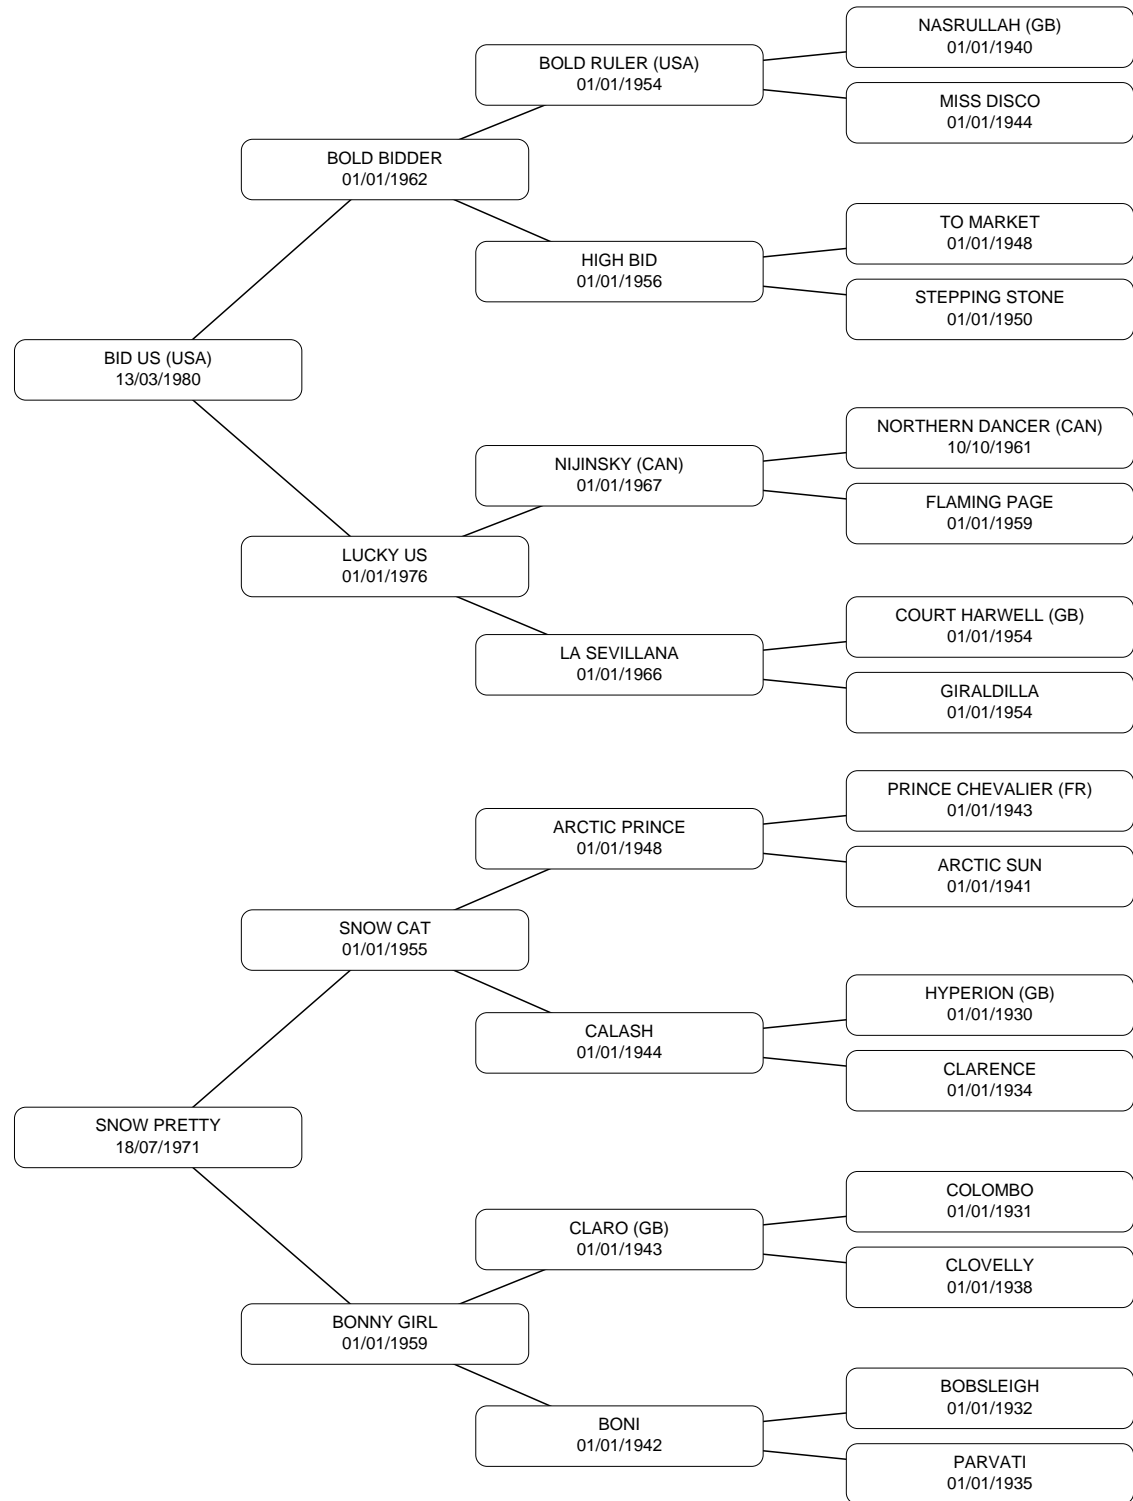 NASRULLAH (GB)
01/01/1940
BOLD RULER (USA)
01/01/1954
MISS DISCO
01/01/1944
BOLD BIDDER
01/01/1962
TO MARKET
01/01/1948
HIGH BID
01/01/1956
STEPPING STONE
01/01/1950
BID US (USA)
13/03/1980
NORTHERN DANCER (CAN)
10/10/1961
NIJINSKY (CAN)
01/01/1967
FLAMING PAGE
01/01/1959
LUCKY US
01/01/1976
COURT HARWELL (GB)
01/01/1954
LA SEVILLANA
01/01/1966
GIRALDILLA
01/01/1954
PRINCE CHEVALIER (FR)
01/01/1943
ARCTIC PRINCE
01/01/1948
ARCTIC SUN
01/01/1941
SNOW CAT
01/01/1955
HYPERION (GB)
01/01/1930
CALASH
01/01/1944
CLARENCE
01/01/1934
SNOW PRETTY
18/07/1971
COLOMBO
01/01/1931
CLARO (GB)
01/01/1943
CLOVELLY
01/01/1938
BONNY GIRL
01/01/1959
BOBSLEIGH
01/01/1932
BONI
01/01/1942
PARVATI
01/01/1935